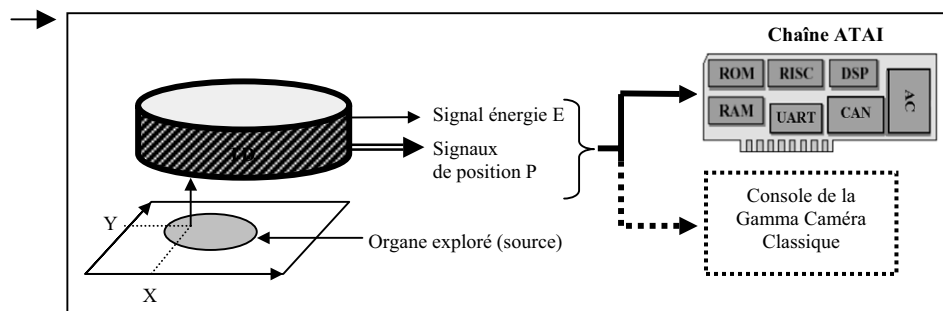 Chaîne ATAI
ROM RISC DSP
AC
RAM UART CAN
Signal énergie E
Signaux
de position P
Console de la
Gamma Caméra
Classique
Y
Organe exploré (source)
X